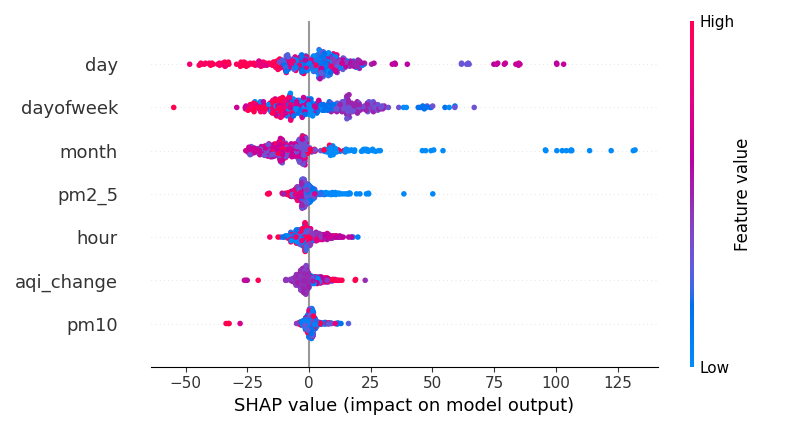 High
day
dayofweek
month
pm2_5
hour
aqi_change
pm10
Feature value
Low
−50 −25 0 25 50 75 100 125
SHAP value (impact on model output)